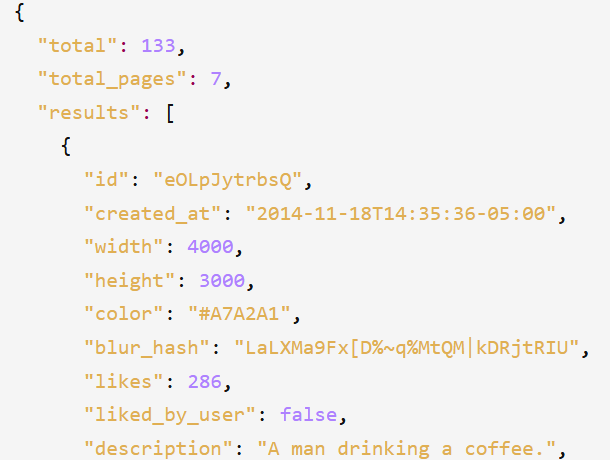 {
  "total": 133,
  "total_pages": 7,
  "results": [
    {
      "id": "eOLpJytrbsQ",
      "created_at": "2014-11-18T14:35:36-05:00",
      "width": 4000,
      "height": 3000,
      "color": "#A7A2A1",
      "blur_hash": "LaLXMa9Fx[D%~q%MtQM|kDRjtRIU",
      "likes": 286,
      "liked_by_user": false,
      "description": "A man drinking a coffee.",